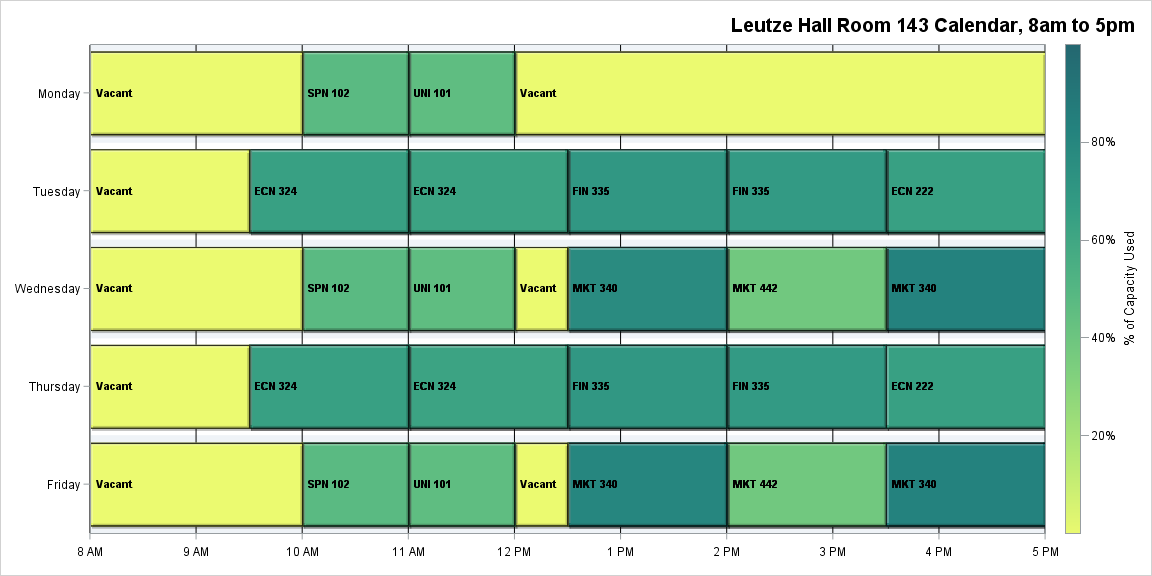 Leutze Hall Room 143 Calendar, 8am to 5pm
Monday
Vacant
SPN 102
UNI 101
Vacant
Tuesday
Vacant
ECN 324
ECN 324
FIN 335
FIN 335
ECN 222
Wednesday
Vacant
SPN 102
UNI 101
Vacant
MKT 340
MKT 442
MKT 340
Thursday
Vacant
ECN 324
ECN 324
FIN 335
FIN 335
ECN 222
Friday
Vacant
SPN 102
UNI 101
Vacant
MKT 340
MKT 442
MKT 340
8 AM
9 AM
10 AM
11 AM
12 PM
1 PM
2 PM
3 PM
4 PM
5 PM
80%
60%
40%
20%
% of Capacity Used